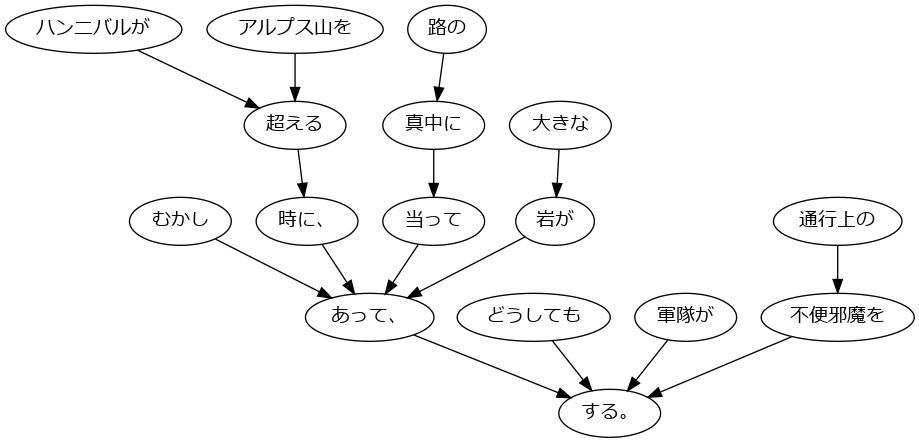 ハンニバルが アルプス山を 路の
超える 真中に 大きな
むかし 時に、 当って 岩が 通行上の
あって、 どうしても 軍隊が 不便邪魔を
する。